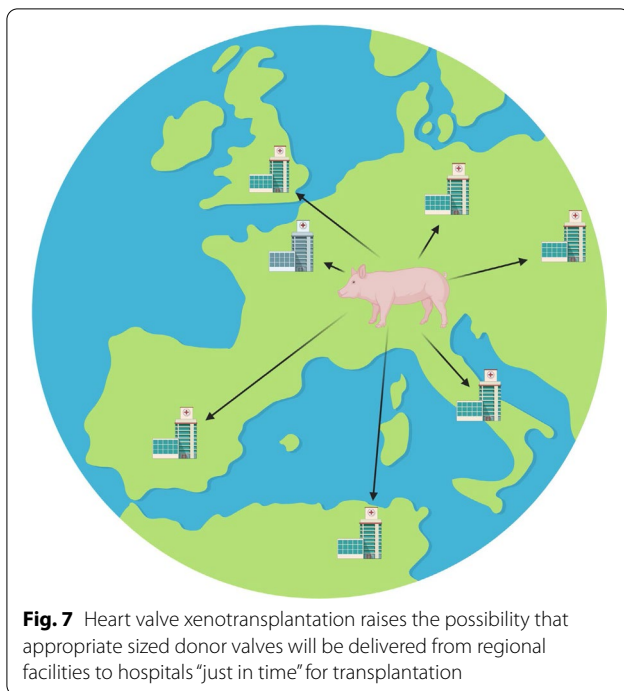 Fig. 7 Heart valve xenotransplantation raises the possibility that
appropriate sized donor valves will be delivered from regional
facilities to hospitals “just in time” for transplantation